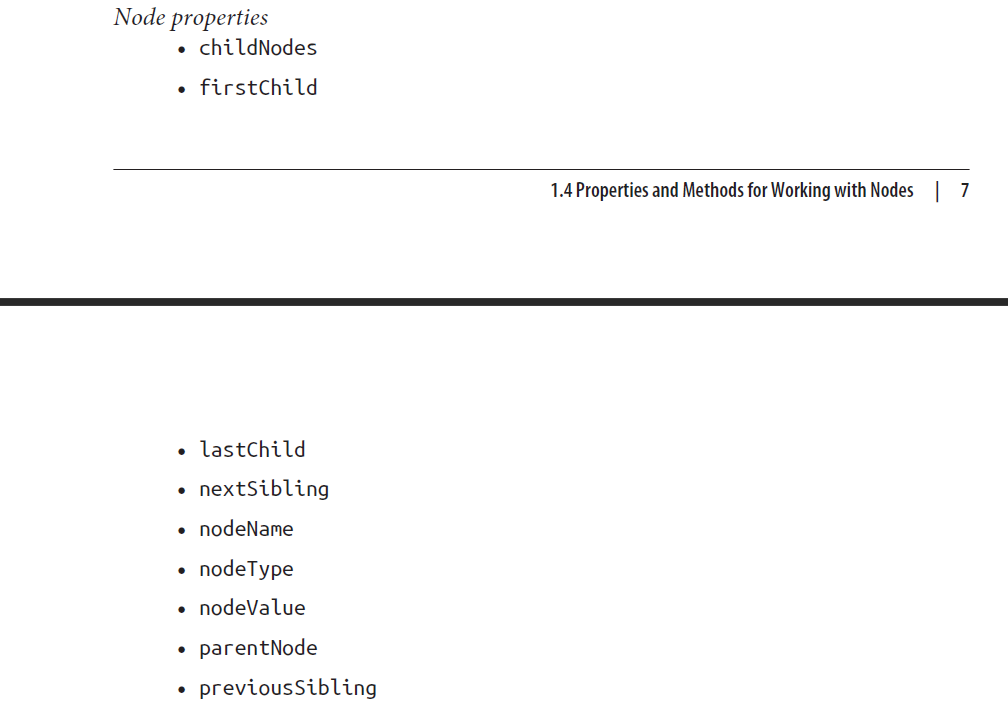 Node properties
• childNodes
• firstChild
1.4 Properties and Methods for Working with Nodes | 7
• lastChild
• nextSibling
• nodeName
• nodeType
• nodeValue
• parentNode
• previousSibling